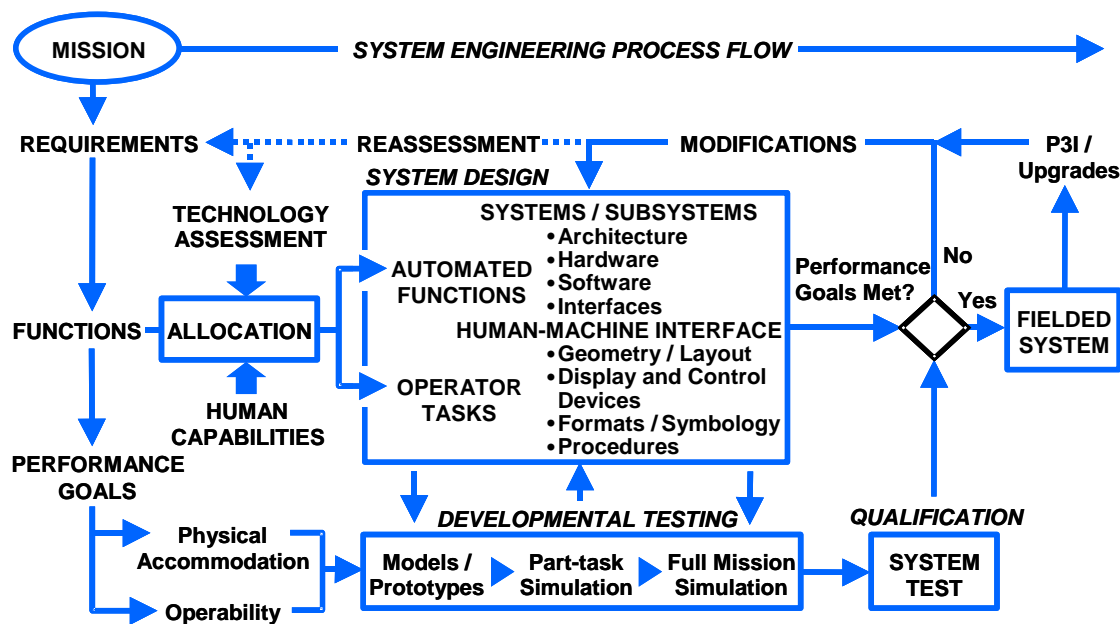 MISSION
SYSTEM ENGINEERING PROCESS FLOW
REQUIREMENTS
REASSESSMENT
MODIFICATIONS
P3I /
Upgrades
SYSTEM DESIGN
TECHNOLOGY
ASSESSMENT
SYSTEMS / SUBSYSTEMS
•Architecture
•Hardware
•Software
•Interfaces
AUTOMATED
FUNCTIONS
HUMAN-MACHINE INTERFACE
•Geometry / Layout
•Display and Control
Devices
•Formats / Symbology
•Procedures
OPERATOR
TASKS
FUNCTIONS
ALLOCATION
HUMAN
CAPABILITIES
Performance
Goals Met?
No
Yes
FIELDED
SYSTEM
PERFORMANCE
GOALS
Physical
Accommodation
Operability
DEVELOPMENTAL TESTING
Models /
Prototypes
Part-task
Simulation
Full Mission
Simulation
QUALIFICATION
SYSTEM
TEST